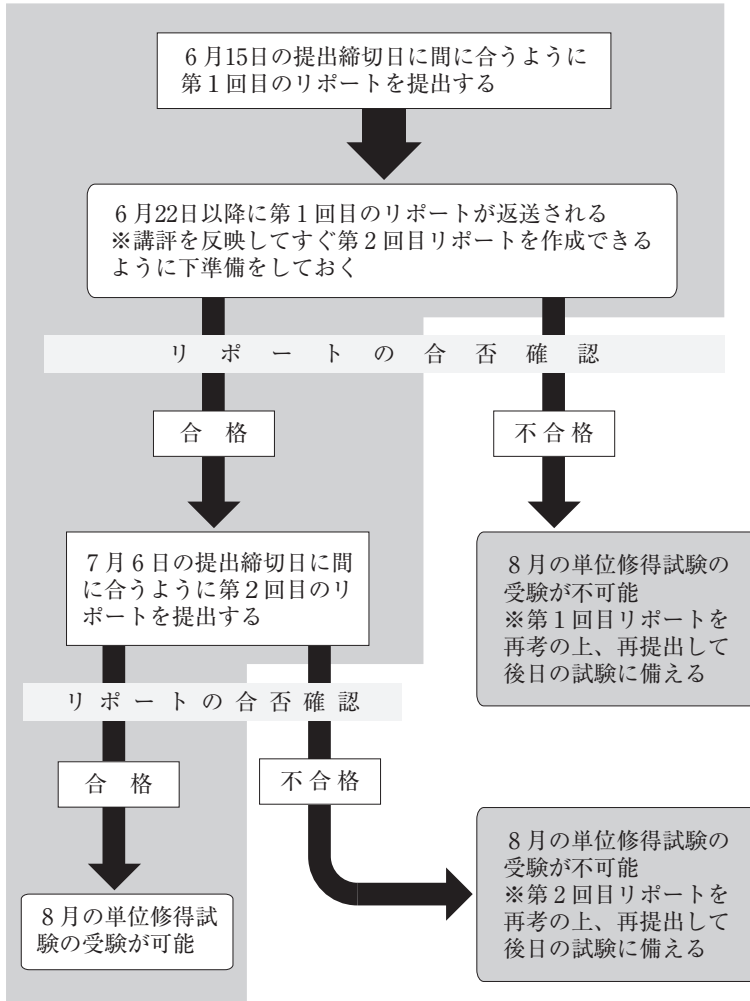 ６月15日の提出締切日に間に合うように
第１回目のリポートを提出する
６月22日以降に第１回目のリポートが返送される
※講評を反映してすぐ第２回目リポートを作成できる
ように下準備をしておく
リポートの合否確認
合格
不合格
７月６日の提出締切日に間
に合うように第２回目のリ
ポートを提出する
８月の単位修得試験の
受験が不可能
※第１回目リポートを
再考の上、再提出して
後日の試験に備える
リポートの合否確認
合格
不合格
８月の単位修得試
験の受験が可能
８月の単位修得試験の
受験が不可能
※第２回目リポートを
再考の上、再提出して
後日の試験に備える